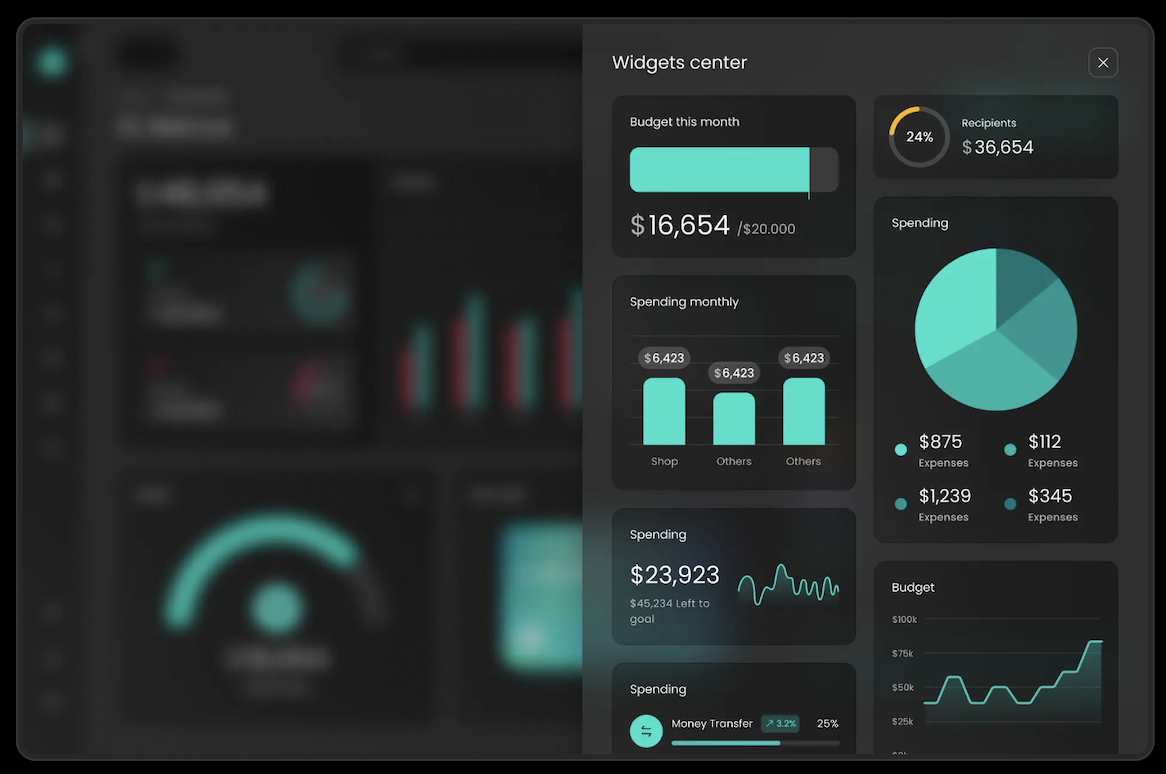 Widgets center
Budget this month
$16,654 /$20.000
Spending monthly
$6,423
$6,423
$6,423
Shop
Others
Others
Spending
$23,923
$45,234 Left to
goal
Spending
Money Transfer
↗ 3.2%
25%
24%
Recipients
$36,654
Spending
$875
Expenses
$112
Expenses
$1,239
Expenses
$345
Expenses
Budget
$100k
$75k
$50k
$25k